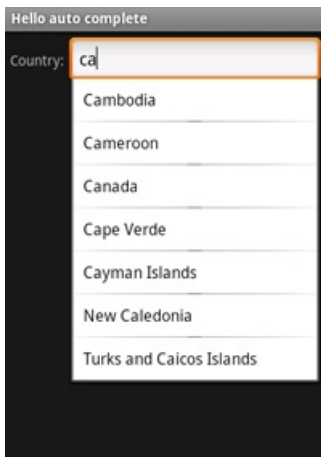 Hello auto complete
Country: ca
Cambodia
Cameroon
Canada
Cape Verde
Cayman Islands
New Caledonia
Turks and Caicos Islands